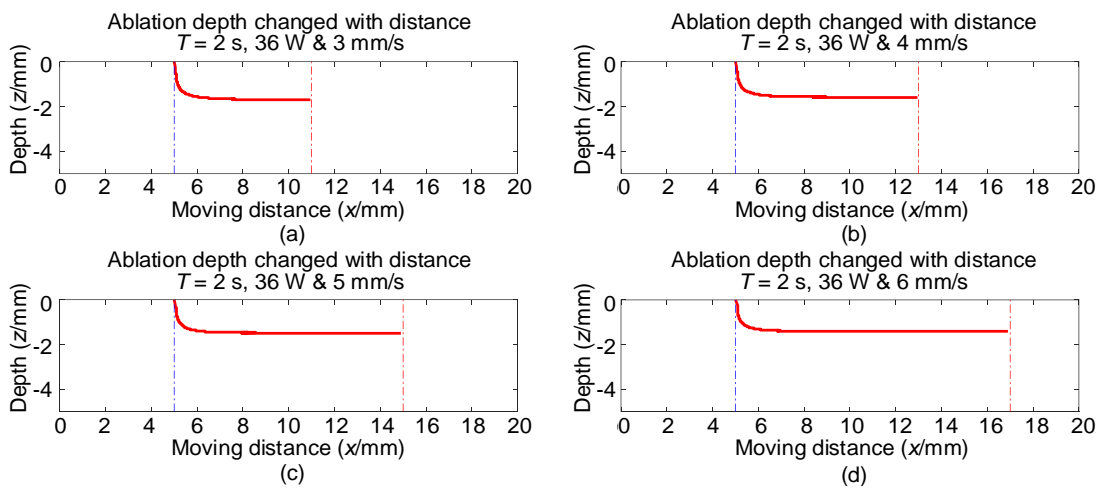 Ablation depth changed with distance
T = 2 s, 36 W & 3 mm/s
0
-2
-4
Depth (z/mm)
0 2 4 6 8 10 12 14 16 18 20
Moving distance (x/mm)
(a)
Ablation depth changed with distance
T = 2 s, 36 W & 4 mm/s
0
-2
-4
Depth (z/mm)
0 2 4 6 8 10 12 14 16 18 20
Moving distance (x/mm)
(b)
Ablation depth changed with distance
T = 2 s, 36 W & 5 mm/s
0
-2
-4
Depth (z/mm)
0 2 4 6 8 10 12 14 16 18 20
Moving distance (x/mm)
(c)
Ablation depth changed with distance
T = 2 s, 36 W & 6 mm/s
0
-2
-4
Depth (z/mm)
0 2 4 6 8 10 12 14 16 18 20
Moving distance (x/mm)
(d)